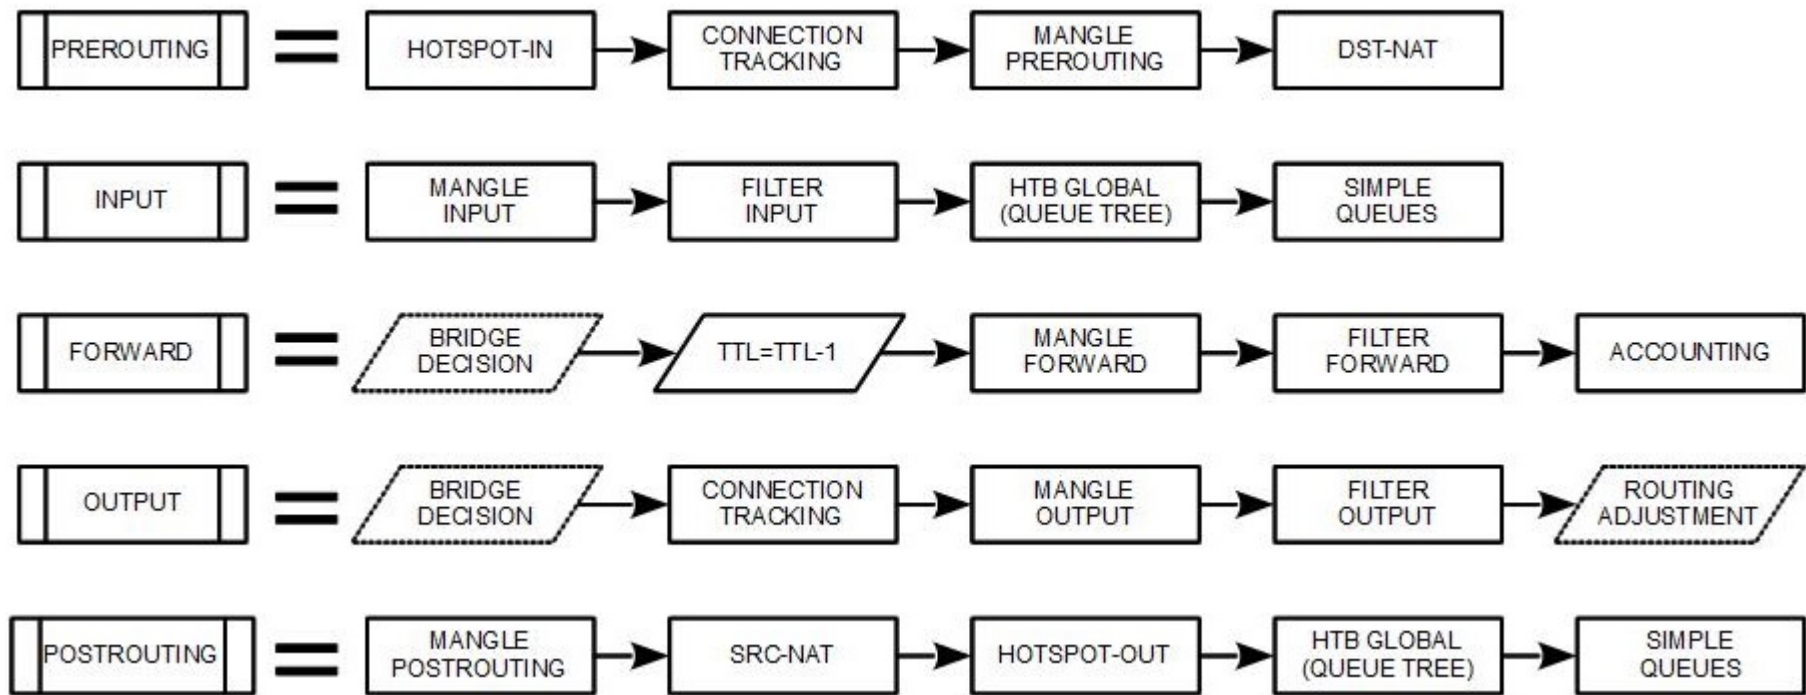 PREROUTING = HOTSPOT-IN CONNECTION TRACKING MANGLE PREROUTING DST-NAT
INPUT = MANGLE INPUT FILTER INPUT HTB GLOBAL (QUEUE TREE) SIMPLE QUEUES
FORWARD = BRIDGE DECISION TTL=TTL-1 MANGLE FORWARD FILTER FORWARD ACCOUNTING
OUTPUT = BRIDGE DECISION CONNECTION TRACKING MANGLE OUTPUT FILTER OUTPUT ROUTING ADJUSTMENT
POSTROUTING = MANGLE POSTROUTING SRC-NAT HOTSPOT-OUT HTB GLOBAL (QUEUE TREE) SIMPLE QUEUES